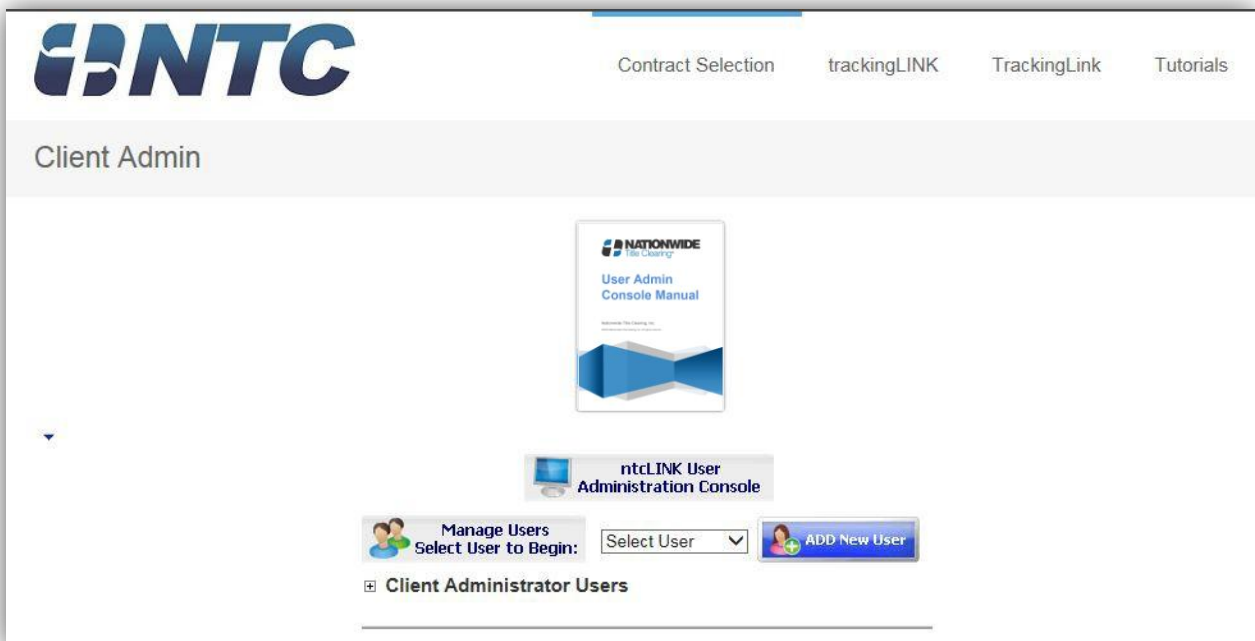 NTC
Contract Selection trackingLINK TrackingLink Tutorials
Client Admin
NATIONWIDE
Title Clearing
User Admin
Console Manual
ntcLINK User
Administration Console
Manage Users
Select User to Begin:
Select User
ADD New User
Client Administrator Users